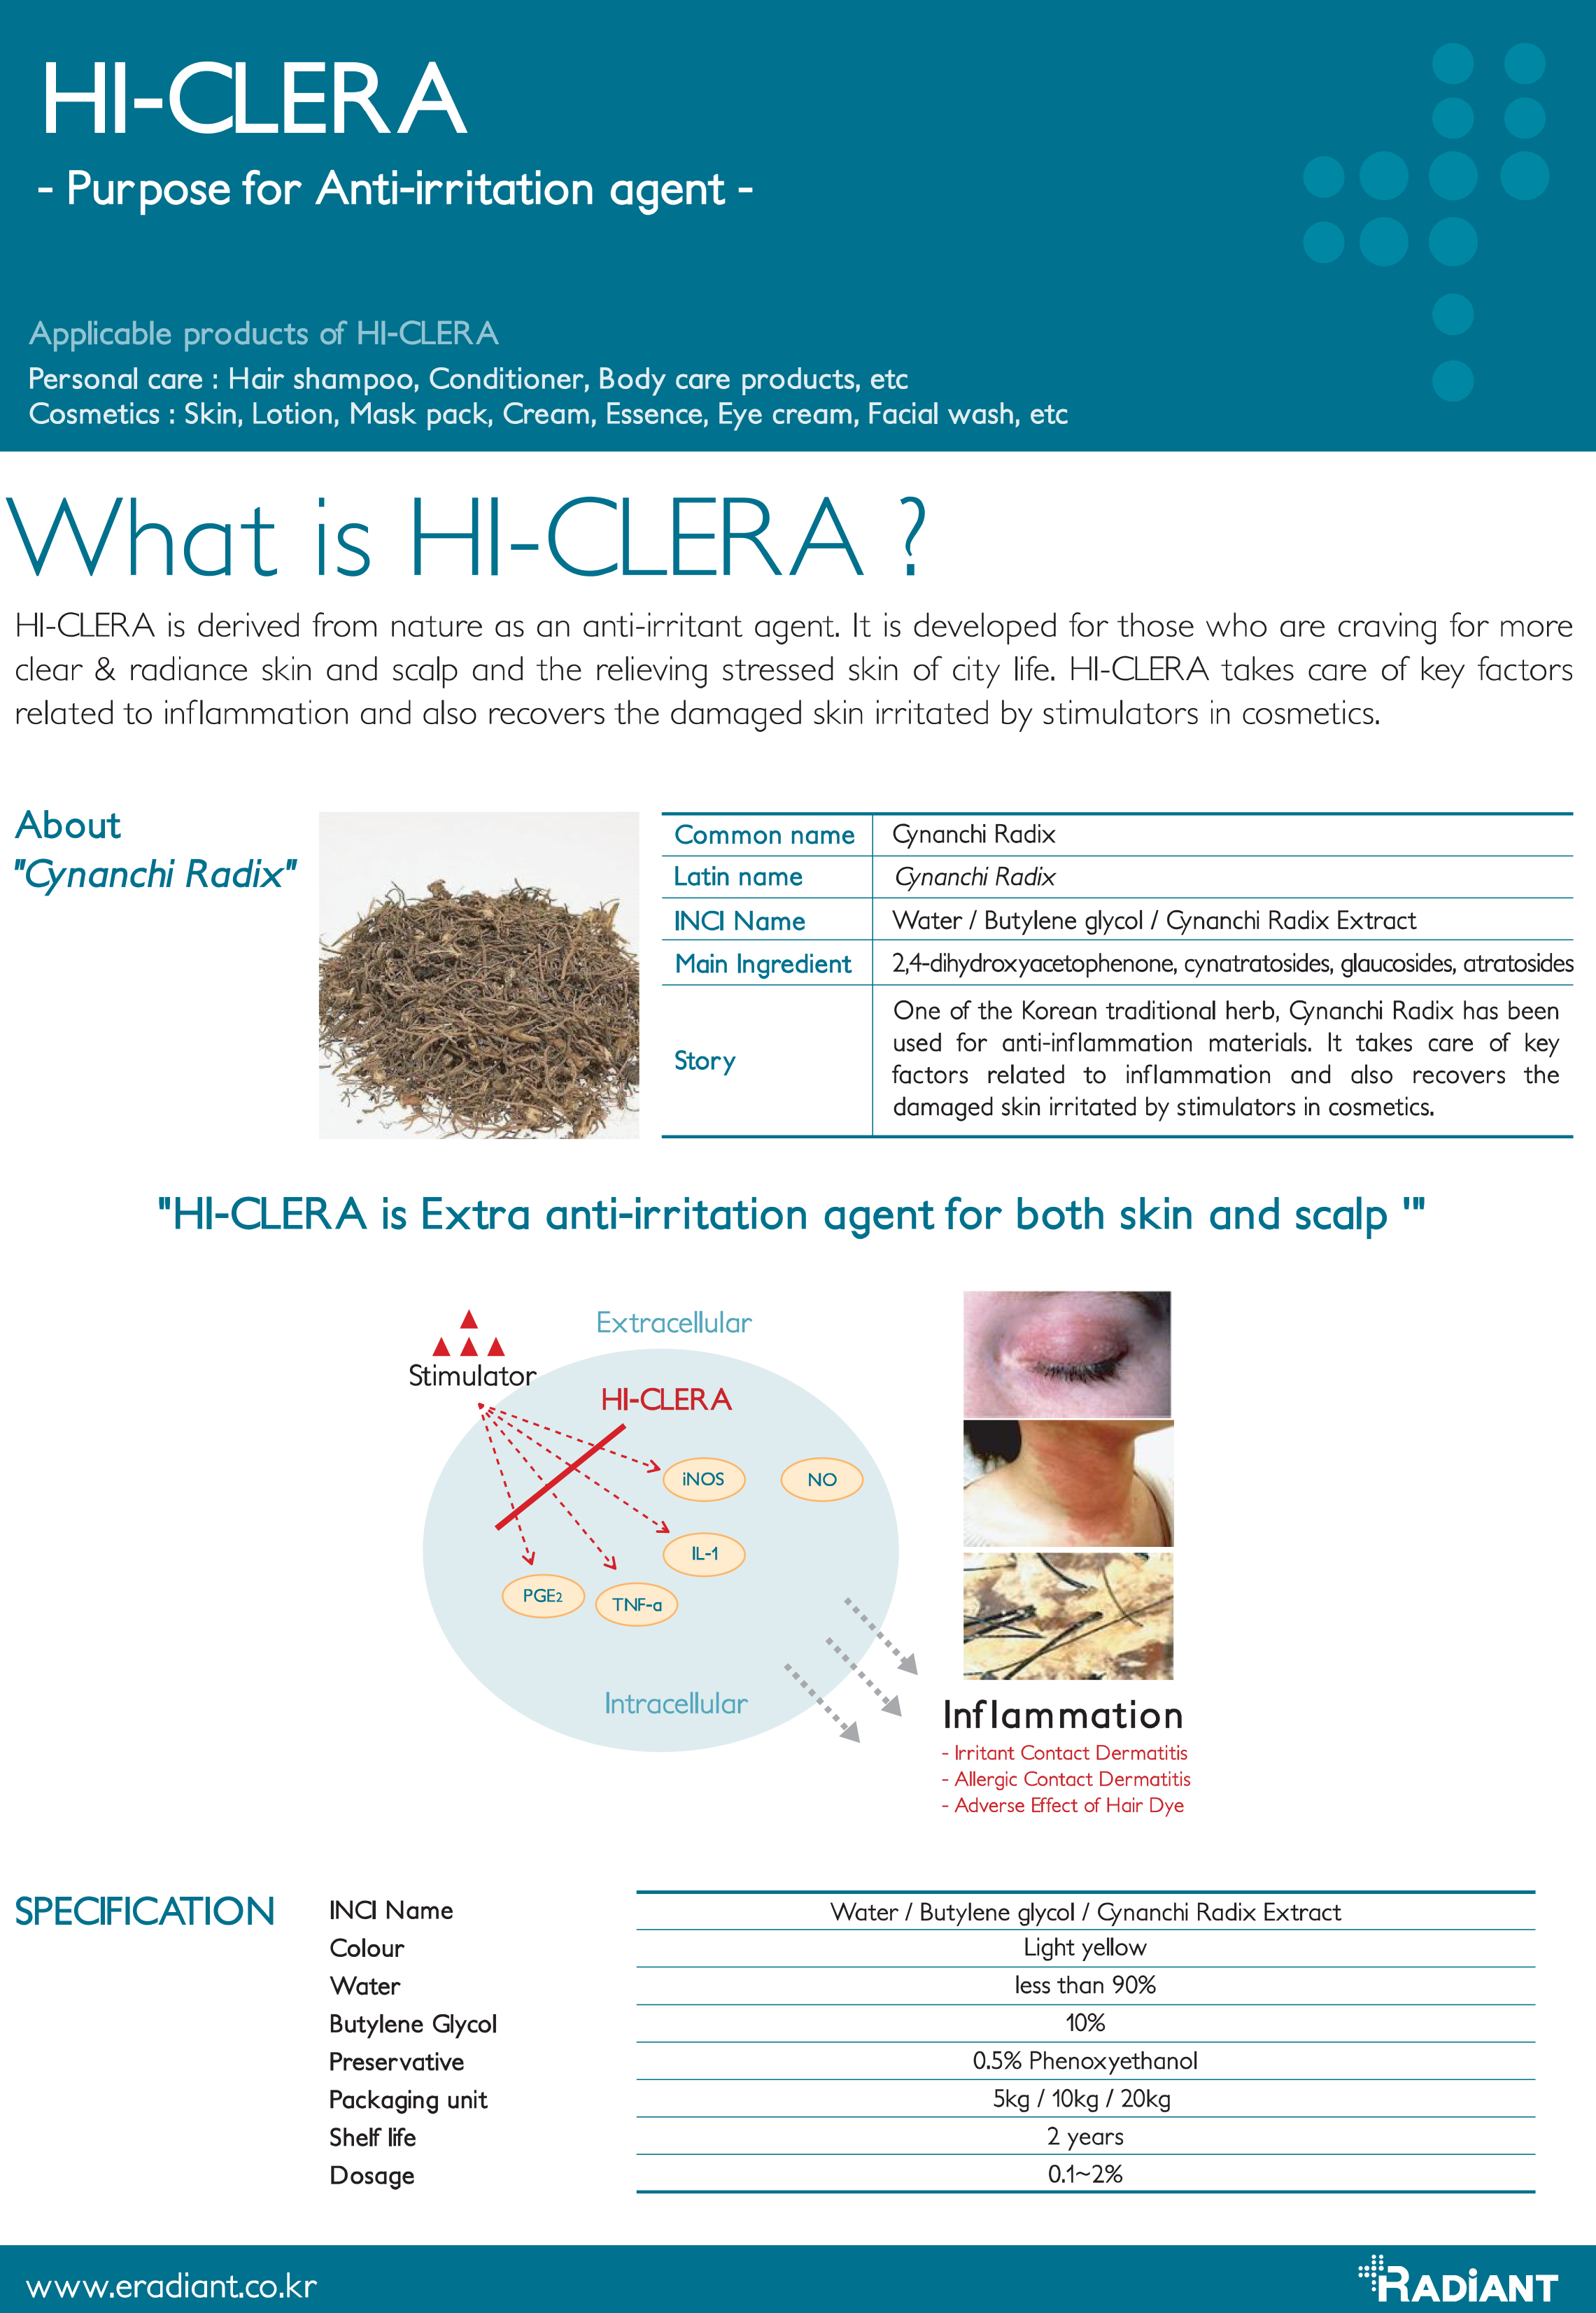 HI-CLERA
- Purpose for Anti-irritation agent -
Applicable products of HI-CLERA
Personal care : Hair shampoo, Conditioner, Body care products, etc
Cosmetics : Skin, Lotion, Mask pack, Cream, Essence, Eye cream, Facial wash, etc
What is HI-CLERA ?
HI-CLERA is derived from nature as an anti-irritant agent. It is developed for those who are craving for more
clear & radiance skin and scalp and the relieving stressed skin of city life. HI-CLERA takes care of key factors
related to inflammation and also recovers the damaged skin irritated by stimulators in cosmetics.
About
"Cynanchi Radix"
Common name Cynanchi Radix
Latin name Cynanchi Radix
INCI Name Water / Butylene glycol / Cynanchi Radix Extract
Main Ingredient 2,4-dihydroxyacetophenone, cynatratosides, glaucosides, atratosides
Story
One of the Korean traditional herb, Cynanchi Radix has been
used for anti-inflammation materials. It takes care of key
factors related to inflammation and also recovers the
damaged skin irritated by stimulators in cosmetics.
"HI-CLERA is Extra anti-irritation agent for both skin and scalp '"
Extracellular
Stimulator
HI-CLERA
iNOS
NO
IL-1
PGE2
TNF-a
Intracellular
Inflammation
- Irritant Contact Dermatitis
- Allergic Contact Dermatitis
- Adverse Effect of Hair Dye
SPECIFICATION
INCI Name Water / Butylene glycol / Cynanchi Radix Extract
Colour Light yellow
Water less than 90%
Butylene Glycol 10%
Preservative 0.5% Phenoxyethanol
Packaging unit 5kg / 10kg / 20kg
Shelf life 2 years
Dosage 0.1~2%
www.eradiant.co.kr
RADiANT